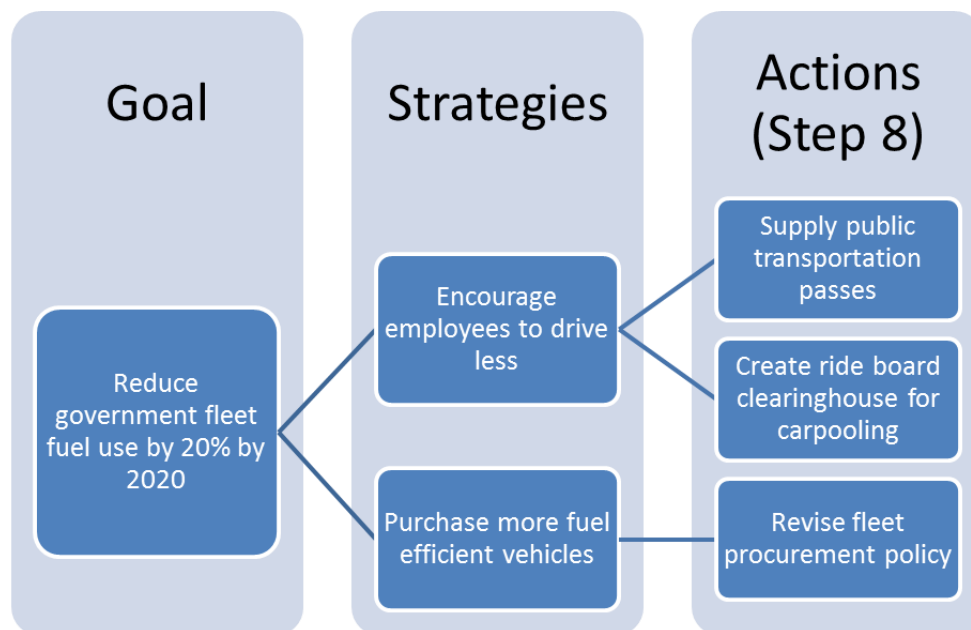 Goal
Strategies
Actions
(Step 8)
Reduce
government fleet
fuel use by 20% by
2020
Encourage
employees to drive
less
Purchase more fuel
efficient vehicles
Supply public
transportation
passes
Create ride board
clearinghouse for
carpooling
Revise fleet
procurement policy